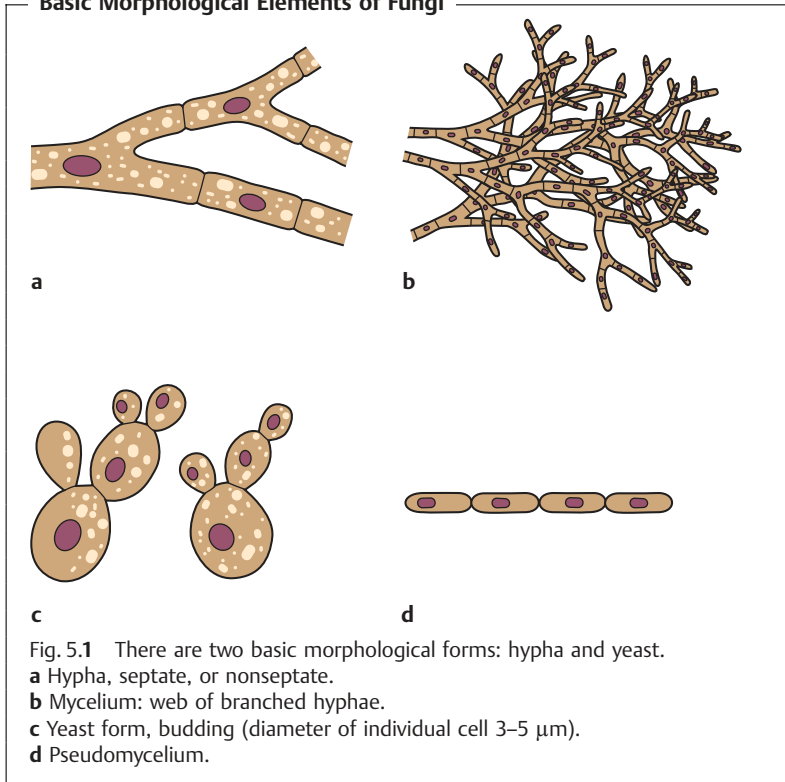 Basic Morphological Elements of Fungi
a
b
c
d
Fig. 5.1 There are two basic morphological forms: hypha and yeast.
a Hypha, septate, or nonseptate.
b Mycelium: web of branched hyphae.
c Yeast form, budding (diameter of individual cell 3–5 μm).
d Pseudomycelium.